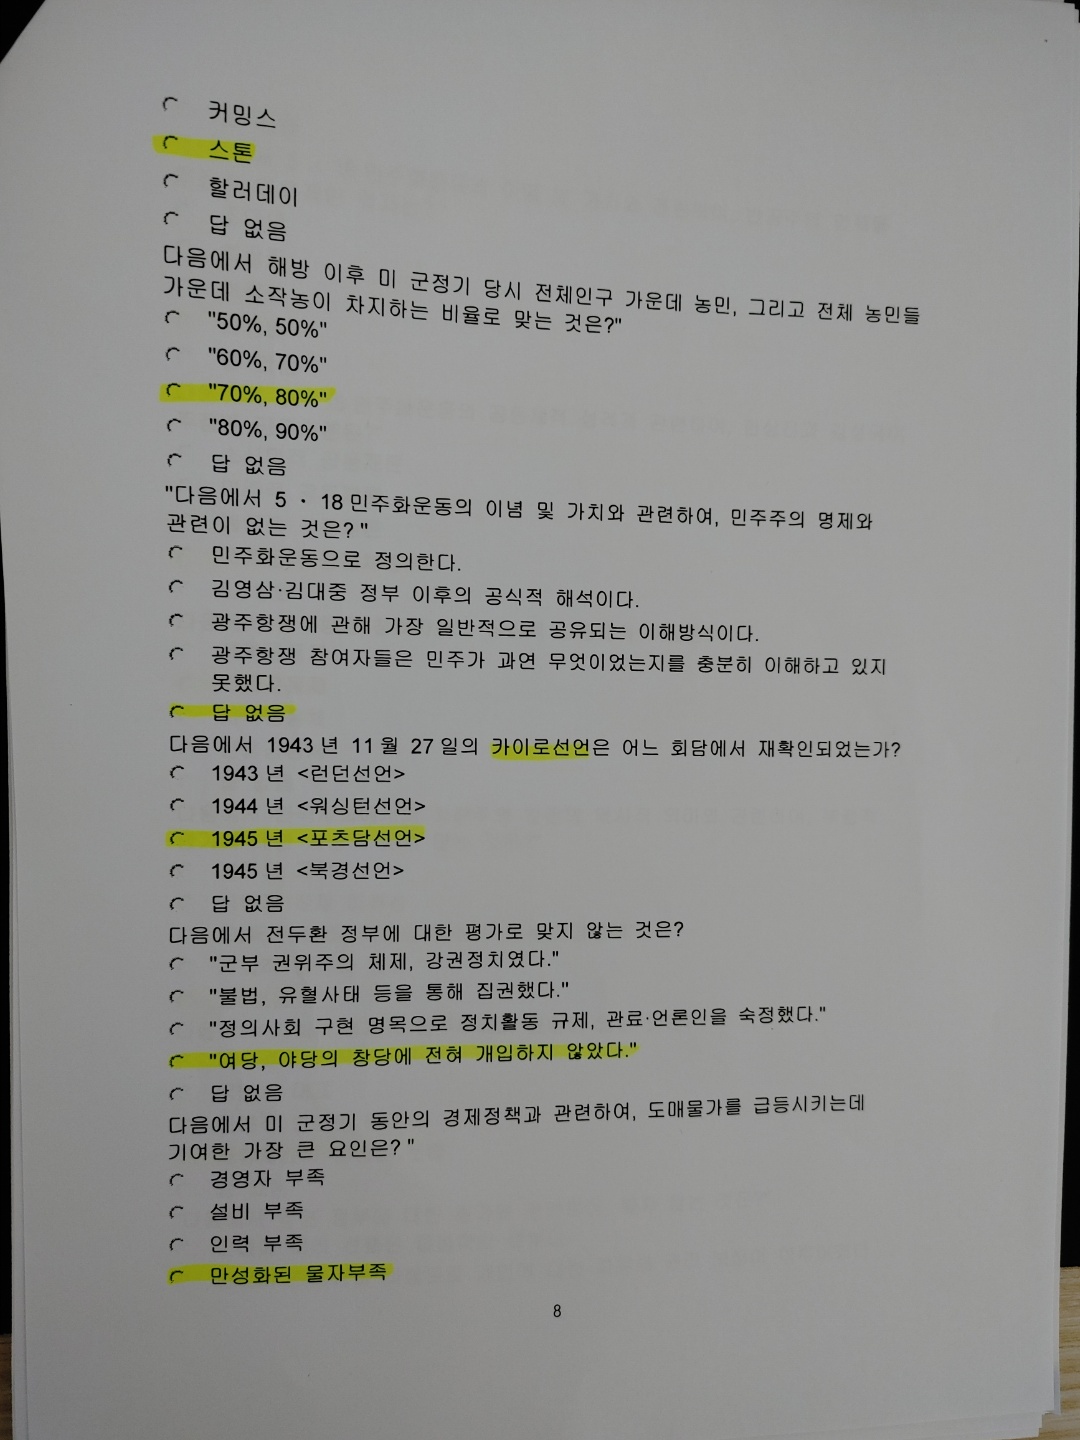 커밍스
스톤
할러데이
답 없음
다음에서 해방 이후 미 군정기 당시 전체인구 가운데 농민, 그리고 전체 농민들
가운데 소작농이 차지하는 비율로 맞는 것은?"
"50%, 50%"
"60%, 70%"
"70%, 80%"
"80%, 90%"
답 없음
"다음에서 5 · 18 민주화운동의 이념 및 가치와 관련하여, 민주주의 명제와
관련이 없는 것은? "
민주화운동으로 정의한다.
김영삼·김대중 정부 이후의 공식적 해석이다.
광주항쟁에 관해 가장 일반적으로 공유되는 이해방식이다.
광주항쟁 참여자들은 민주가 과연 무엇이었는지를 충분히 이해하고 있지
못했다.
답 없음
다음에서 1943 년 11 월 27 일의 카이로선언은 어느 회담에서 재확인되었는가?
1943 년 <런던선언>
1944 년 <워싱턴선언>
1945 년 <포츠담선언>
1945 년 <북경선언>
답 없음
다음에서 전두환 정부에 대한 평가로 맞지 않는 것은?
"군부 권위주의 체제, 강권정치였다."
"불법, 유혈사태 등을 통해 집권했다."
"정의사회 구현 명목으로 정치활동 규제, 관료·언론인을 숙정했다."
"여당, 야당의 창당에 전혀 개입하지 않았다."
답 없음
다음에서 미 군정기 동안의 경제정책과 관련하여, 도매물가를 급등시키는데
기여한 가장 큰 요인은? "
경영자 부족
설비 부족
인력 부족
만성화된 물자부족
8